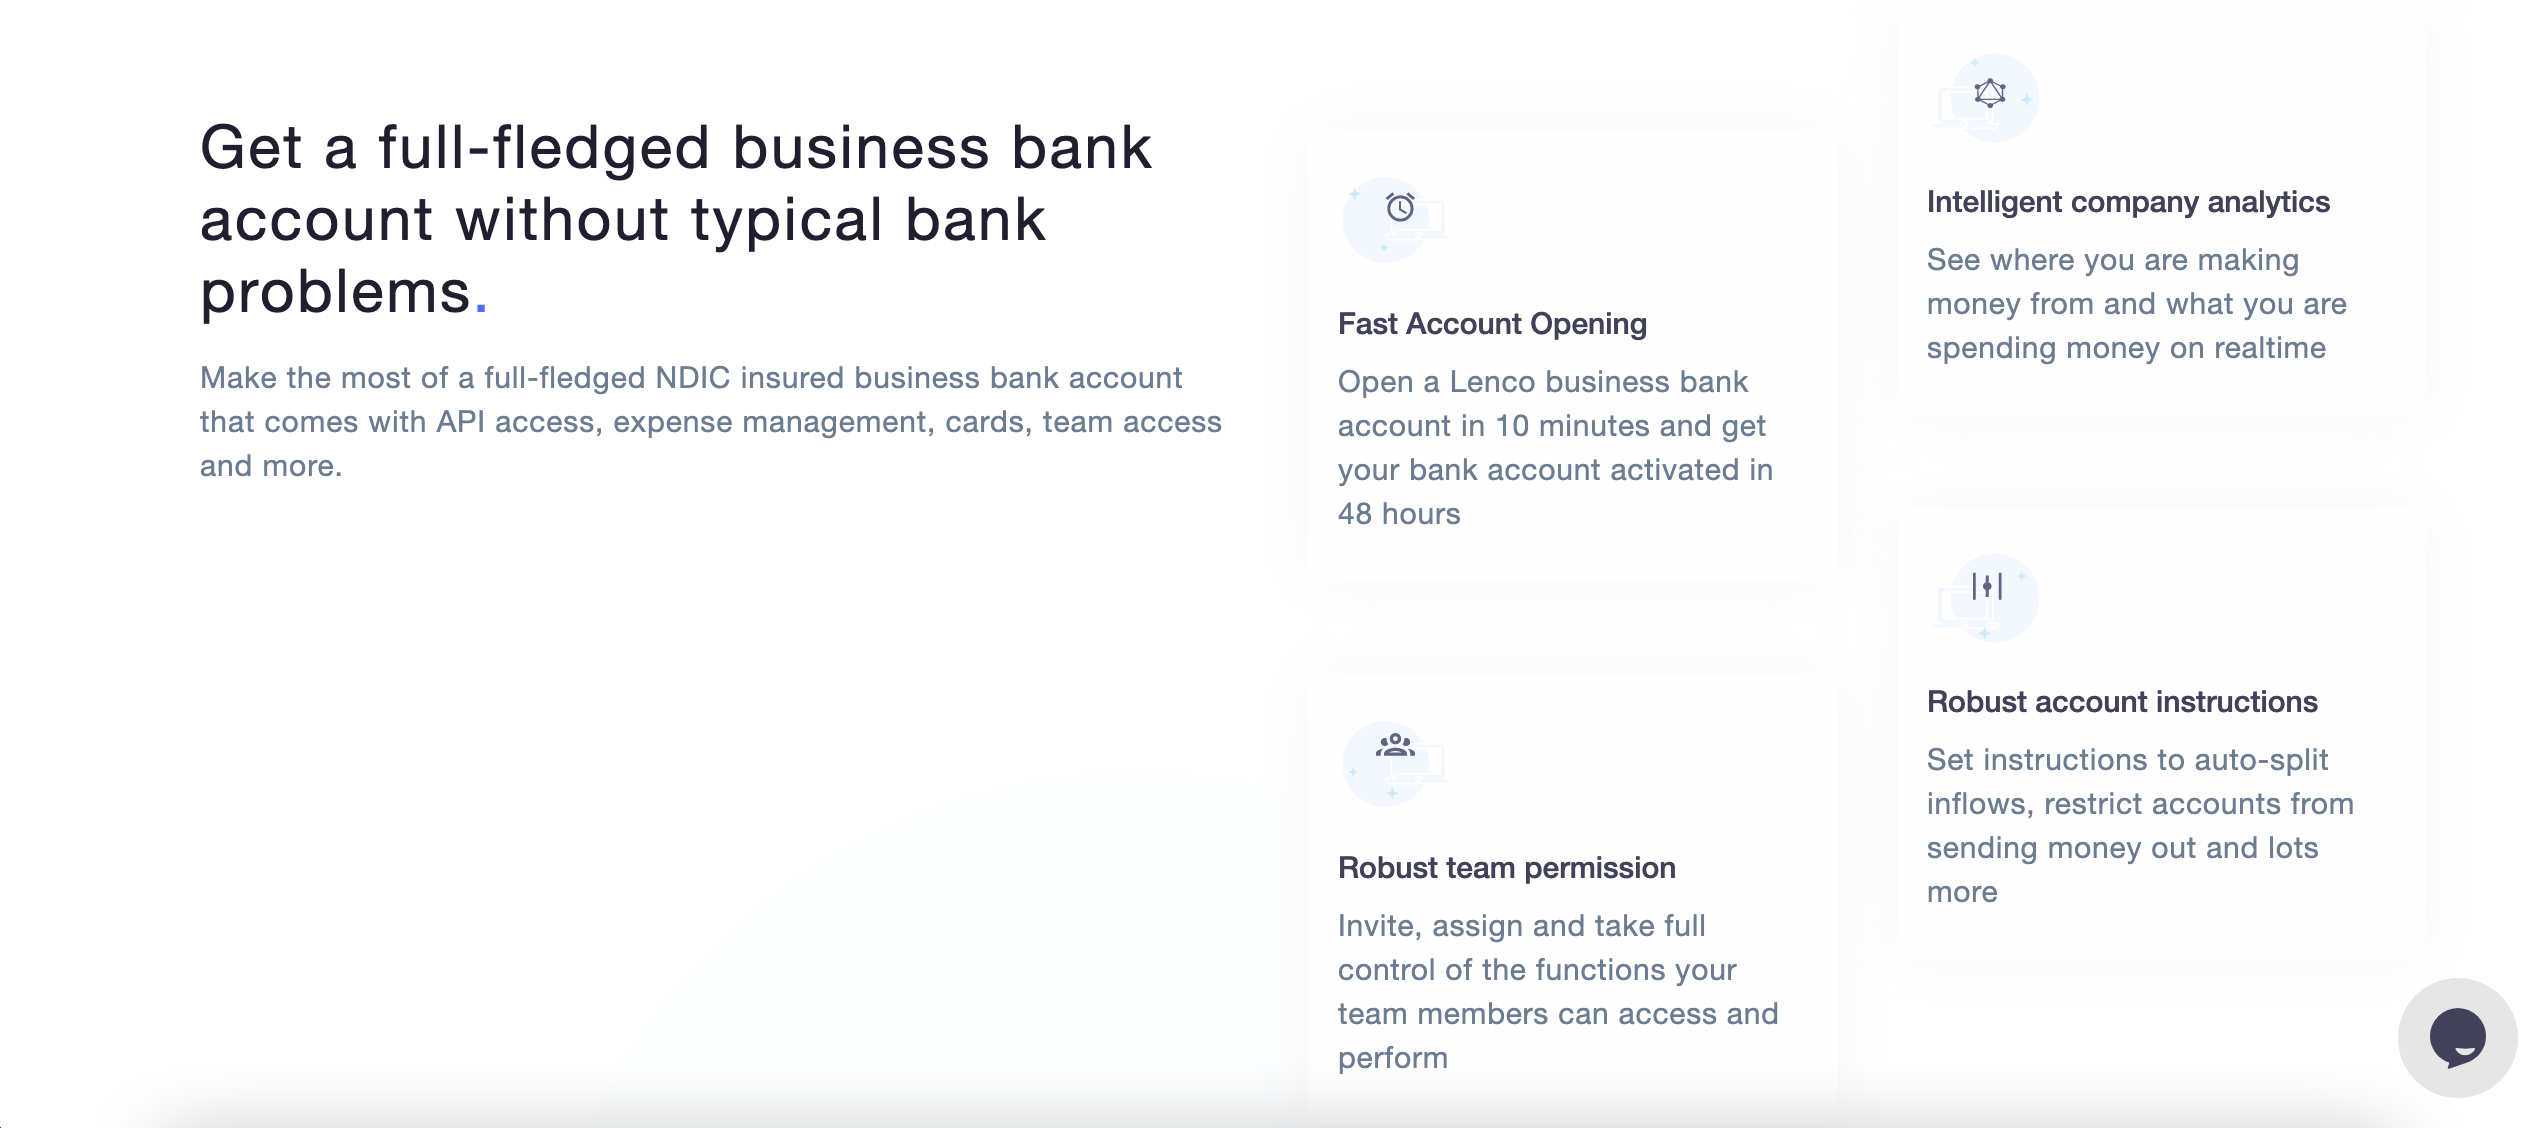 Get a full-fledged business bank
account without typical bank
problems.
Make the most of a full-fledged NDIC insured business bank account
that comes with API access, expense management, cards, team access
and more.
Fast Account Opening
Open a Lenco business bank
account in 10 minutes and get
your bank account activated in
48 hours
Robust team permission
Invite, assign and take full
control of the functions your
team members can access and
perform
Intelligent company analytics
See where you are making
money from and what you are
spending money on realtime
Robust account instructions
Set instructions to auto-split
inflows, restrict accounts from
sending money out and lots
more